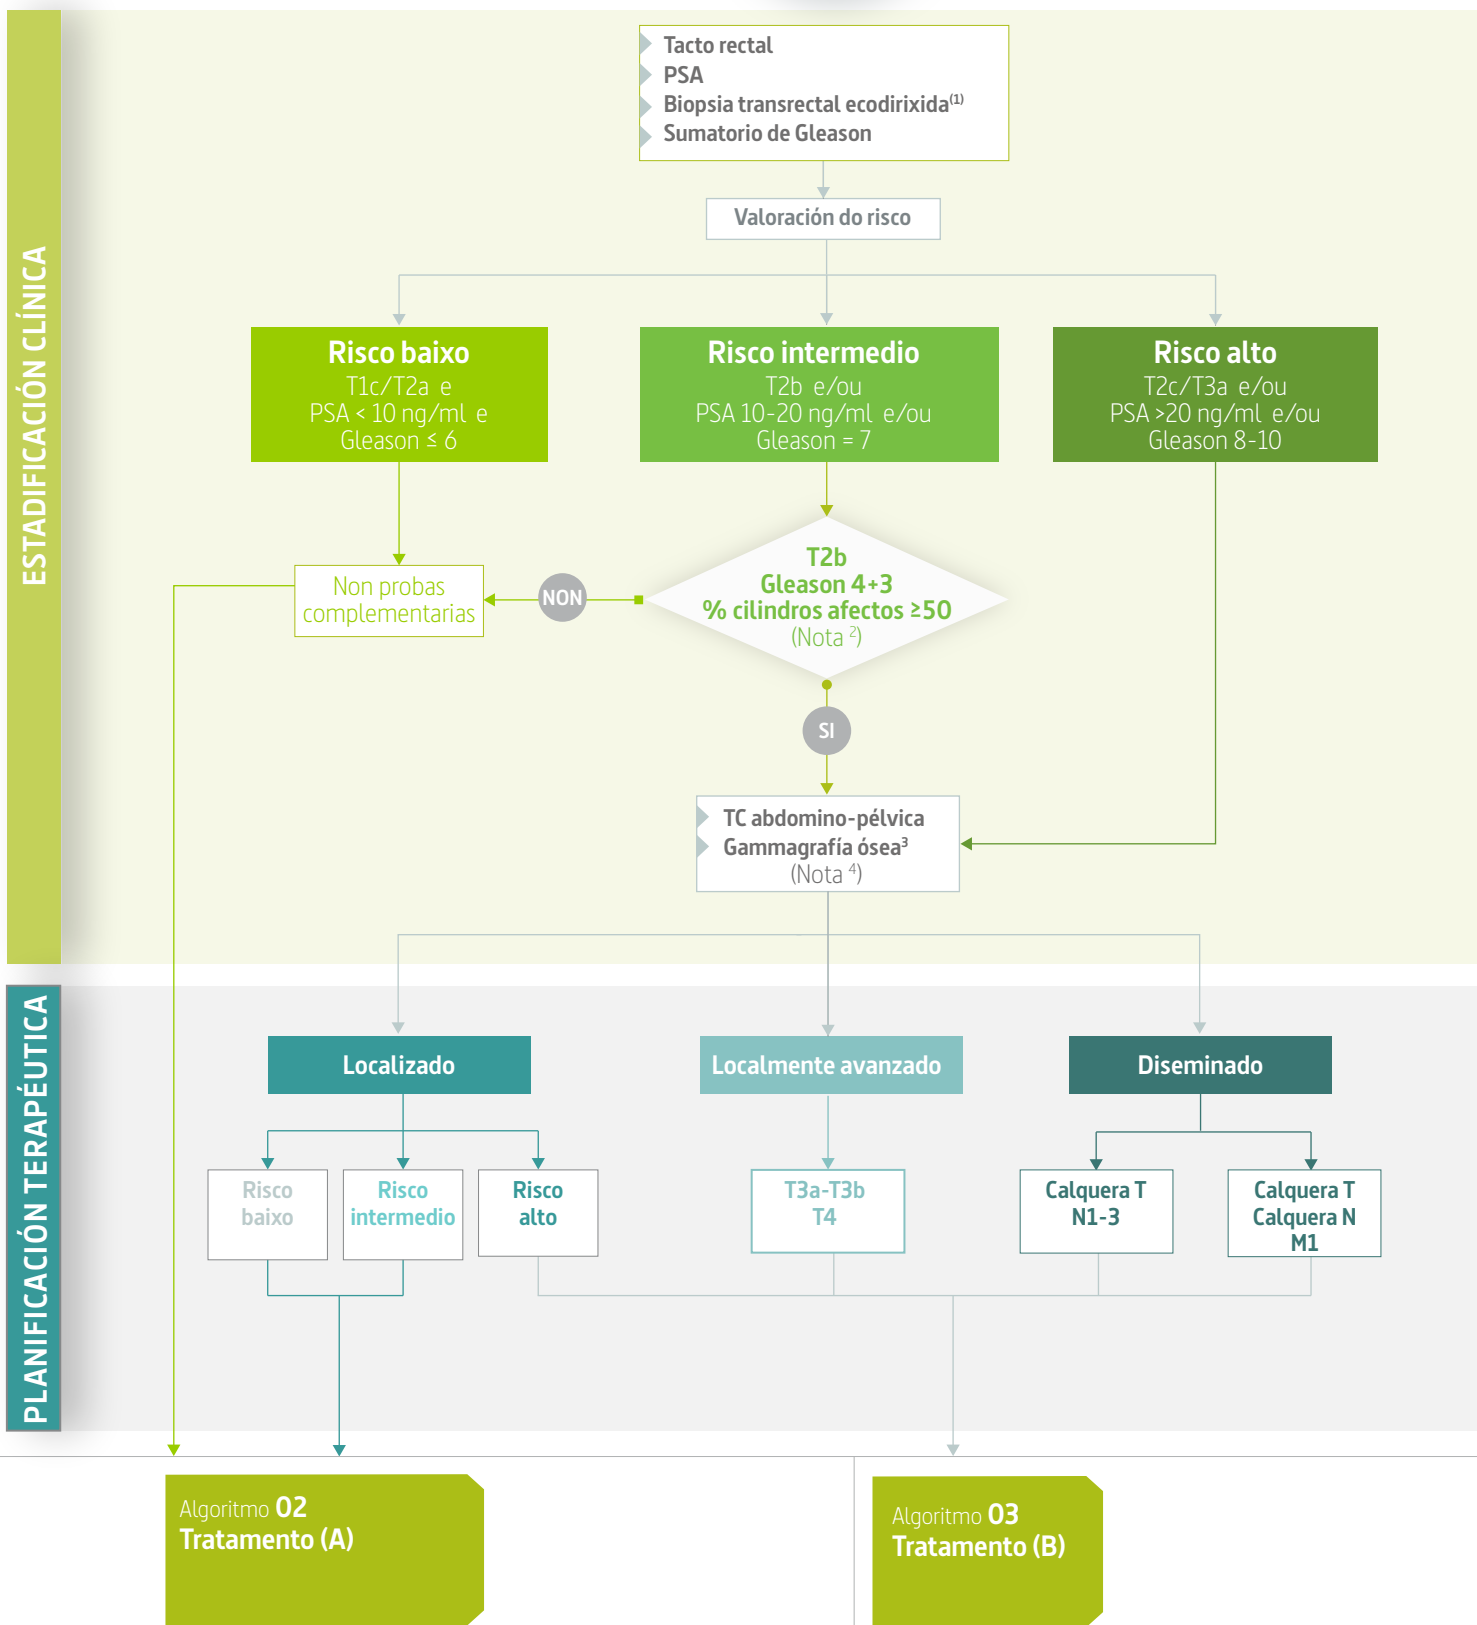 ESTADIFICACIÓN CLÍNICA
Tacto rectal
PSA
Biopsia transrectal ecodirixida(1)
Sumatorio de Gleason
Valoración do risco
Risco baixo
T1c/T2a e
PSA < 10 ng/ml e
Gleason ≤ 6
Risco intermedio
T2b e/ou
PSA 10-20 ng/ml e/ou
Gleason = 7
Risco alto
T2c/T3a e/ou
PSA >20 ng/ml e/ou
Gleason 8-10
Non probas
complementarias
NON
T2b
Gleason 4+3
% cilindros afectos ≥50
(Nota 2)
SI
TC abdomino-pélvica
Gammagrafía ósea3
(Nota 4)
PLANIFICACIÓN TERAPÉUTICA
Localizado
Localmente avanzado
Diseminado
Risco
baixo
Risco
intermedio
Risco
alto
T3a-T3b
T4
Calquera T
N1-3
Calquera T
Calquera N
M1
Algoritmo 02
Tratamento (A)
Algoritmo 03
Tratamento (B)